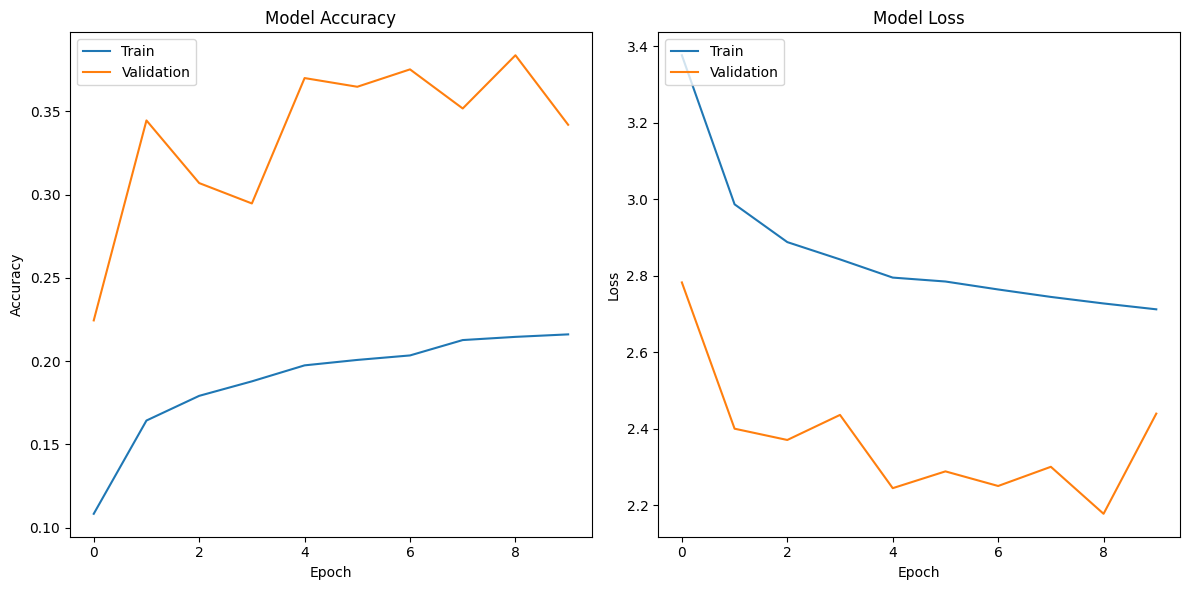 Model Accuracy
Train
Validation
0.35
0.30
0.25
0.20
0.15
0.10
Accuracy
0 2 4 6 8
Epoch
Model Loss
Train
Validation
3.4
3.2
3.0
2.8
2.6
2.4
2.2
Loss
0 2 4 6 8
Epoch